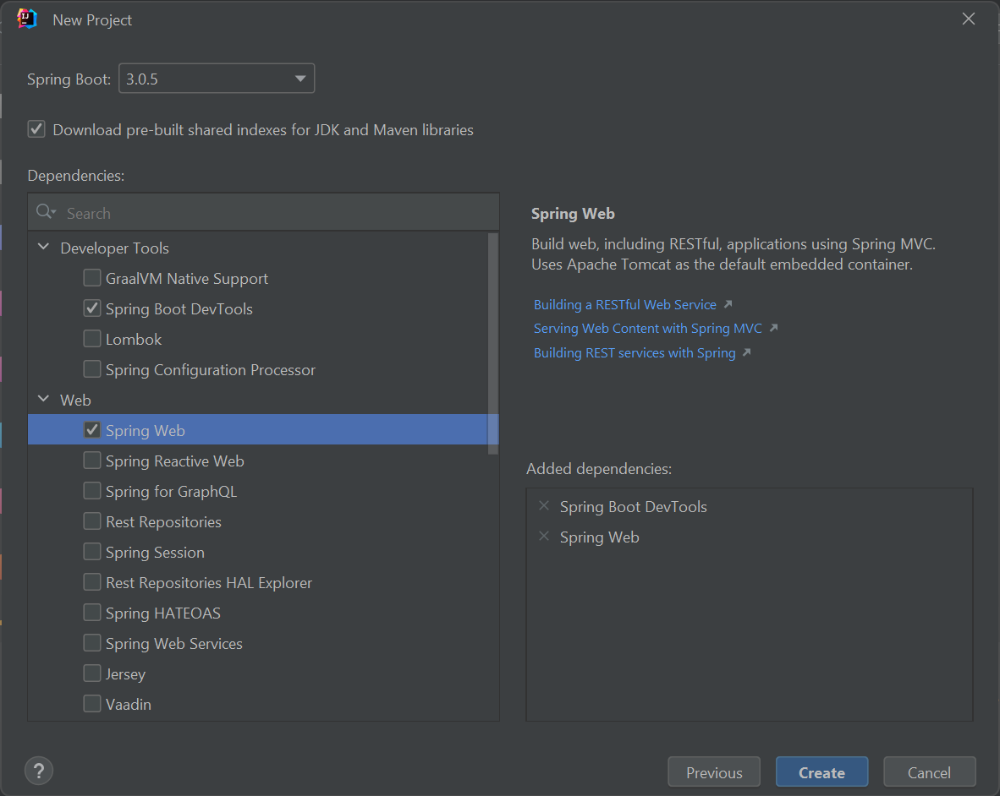 IJ
New Project
Spring Boot: 3.0.5
Download pre-built shared indexes for JDK and Maven libraries
Dependencies:
Search
Developer Tools
GraalVM Native Support
Spring Boot DevTools
Lombok
Spring Configuration Processor
Web
Spring Web
Spring Reactive Web
Spring for GraphQL
Rest Repositories
Spring Session
Rest Repositories HAL Explorer
Spring HATEOAS
Spring Web Services
Jersey
Vaadin
Spring Web
Build web, including RESTful, applications using Spring MVC.
Uses Apache Tomcat as the default embedded container.
Building a RESTful Web Service
Serving Web Content with Spring MVC
Building REST services with Spring
Added dependencies:
Spring Boot DevTools
Spring Web
?
Previous
Create
Cancel